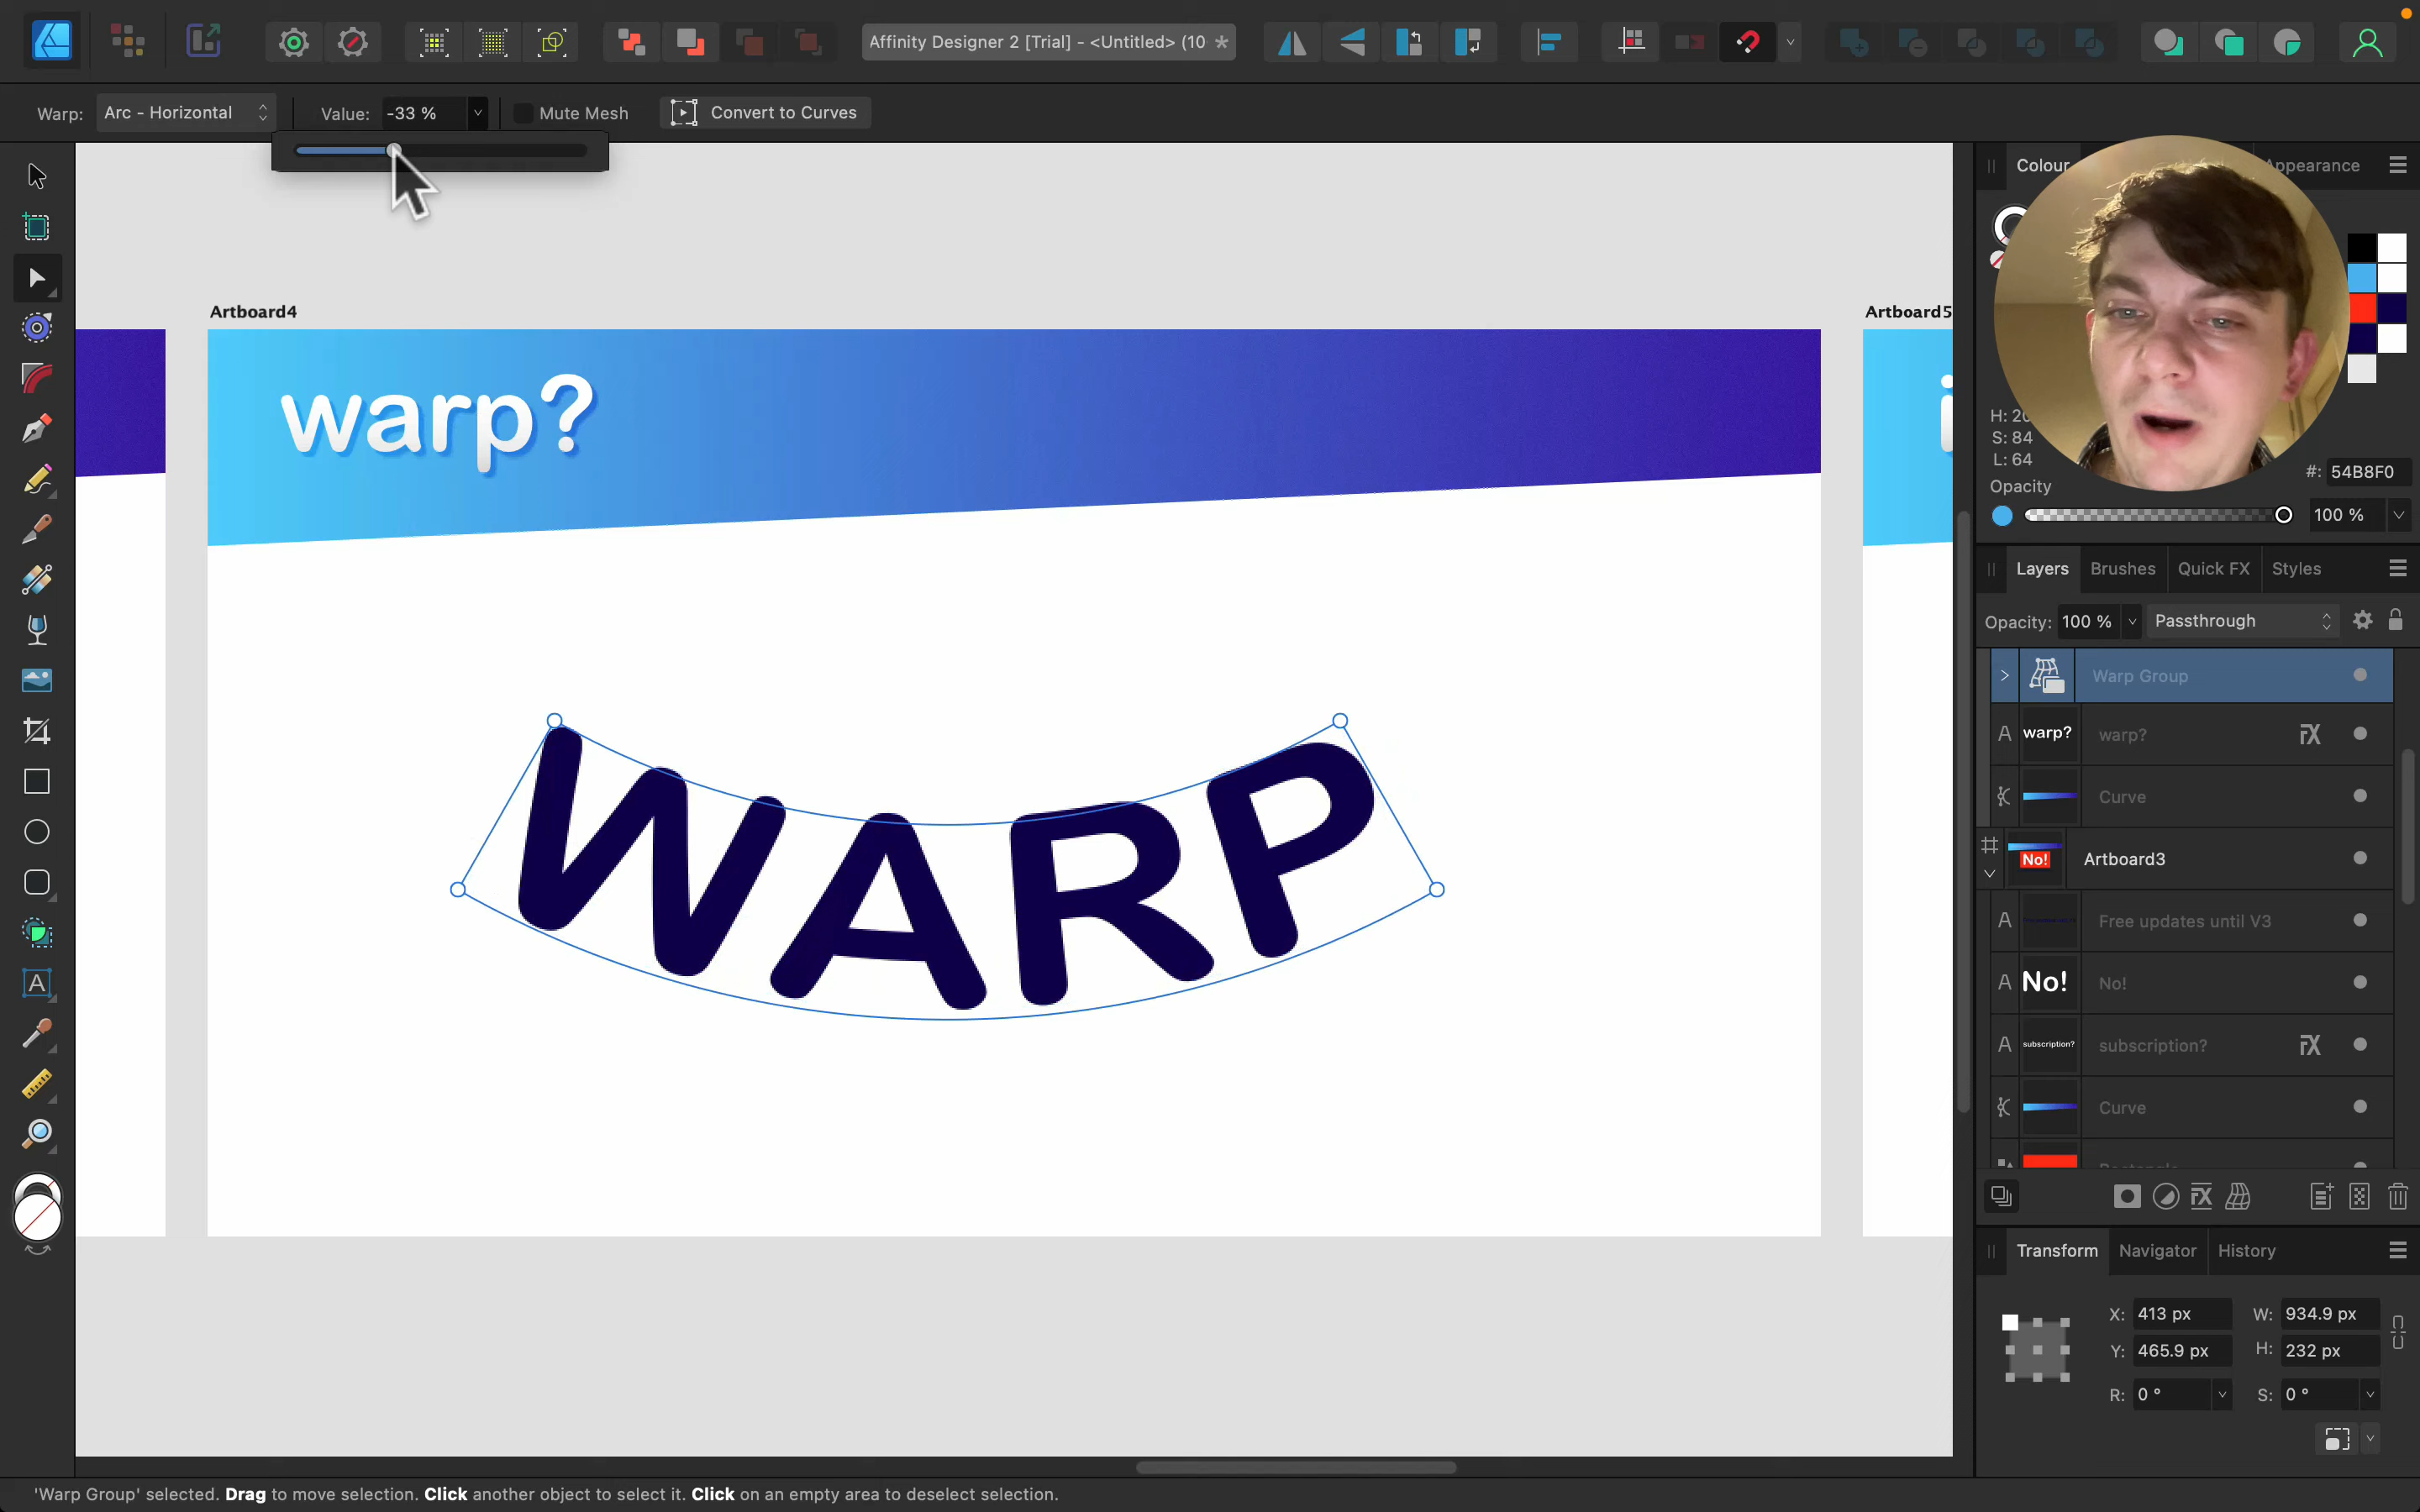 Affinity Designer 2 [Trial] - <Untitled> (10 *
Warp: Arc - Horizontal Value: -33 % Mute Mesh Convert to Curves
Colour Appearance
Artboard4 Artboard5
warp? i
H: 20
S: 84
L: 64
#: 54B8F0
Opacity
100 %
Layers Brushes Quick FX Styles
Opacity: 100 % Passthrough
Warp Group
A warp? warp? FX
Curve
No! Artboard3
A Free updates until V3
A No! No!
A subscription? subscription? FX
Curve
WARP
FX
Transform Navigator History
X: 413 px W: 934.9 px
Y: 465.9 px H: 232 px
R: 0 ° S: 0 °
'Warp Group' selected. Drag to move selection. Click another object to select it. Click on an empty area to deselect selection.